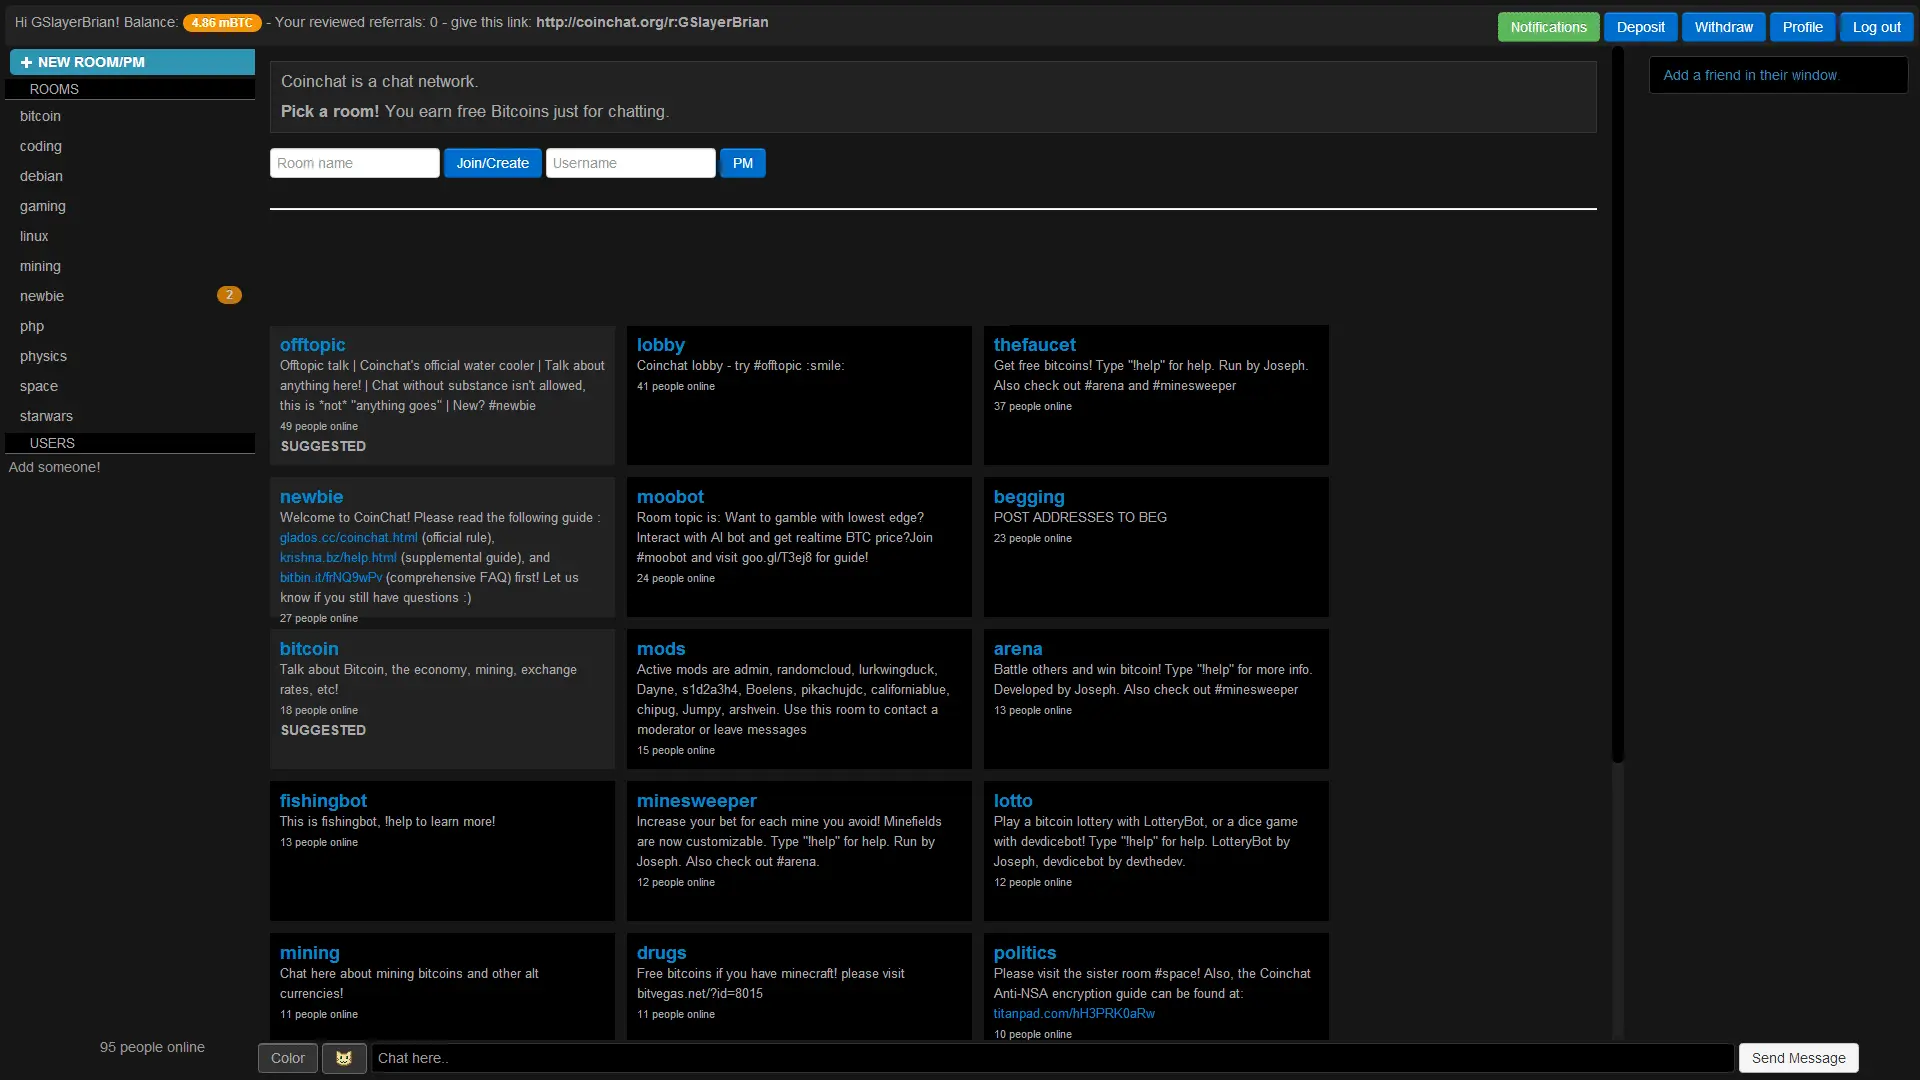 Hi GSlayerBrian! Balance: 4.86 mBTC - Your reviewed referrals: 0 - give this link: http://coinchat.org/r:GSlayerBrian
Notifications
Deposit
Withdraw
Profile
Log out
NEW ROOM/PM
ROOMS
bitcoin
coding
debian
gaming
linux
mining
newbie 2
php
physics
space
starwars
USERS
Add someone!
95 people online
Coinchat is a chat network.
Pick a room! You earn free Bitcoins just for chatting.
Room name
Join/Create
Username
PM
offtopic
Offtopic talk | Coinchat's official water cooler | Talk about
anything here! | Chat without substance isn't allowed,
this is *not* "anything goes" | New? #newbie
49 people online
SUGGESTED
lobby
Coinchat lobby - try #offtopic :smile:
41 people online
thefaucet
Get free bitcoins! Type "!help" for help. Run by Joseph.
Also check out #arena and #minesweeper
37 people online
newbie
Welcome to CoinChat! Please read the following guide :
glados.cc/coinchat.html (official rule),
knshna.bz/help.html (supplemental guide), and
bitbin.it/frNQ9wPv (comprehensive FAQ) first! Let us
know if you still have questions :)
27 people online
moobot
Room topic is: Want to gamble with lowest edge?
Interact with AI bot and get realtime BTC price?Join
#moobot and visit goo.gl/T3ej8 for guide!
24 people online
begging
POST ADDRESSES TO BEG
23 people online
bitcoin
Talk about Bitcoin, the economy, mining, exchange
rates, etc!
18 people online
SUGGESTED
mods
Active mods are admin, randomcloud, lurkwingduck,
Dayne, s1d2a3h4, Boelens, pikachujdc, californiablue,
chipug, Jumpy, arshvein. Use this room to contact a
moderator or leave messages
15 people online
arena
Battle others and win bitcoin! Type "!help" for more info.
Developed by Joseph. Also check out #minesweeper
13 people online
fishingbot
This is fishingbot, !help to learn more!
13 people online
minesweeper
Increase your bet for each mine you avoid! Minefields
are now customizable. Type "!help" for help. Run by
Joseph. Also check out #arena.
12 people online
lotto
Play a bitcoin lottery with LotteryBot, or a dice game
with devdicebot! Type "!help" for help. LotteryBot by
Joseph, devdicebot by devthedev.
12 people online
mining
Chat here about mining bitcoins and other alt
currencies!
11 people online
drugs
Free bitcoins if you have minecraft! please visit
bitvegas.net/?id=8015
11 people online
politics
Please visit the sister room #space! Also, the Coinchat
Anti-NSA encryption guide can be found at:
titanpad.com/hH3PRK0aRw
10 people online
Add a friend in their window.
Color
Chat here..
Send Message